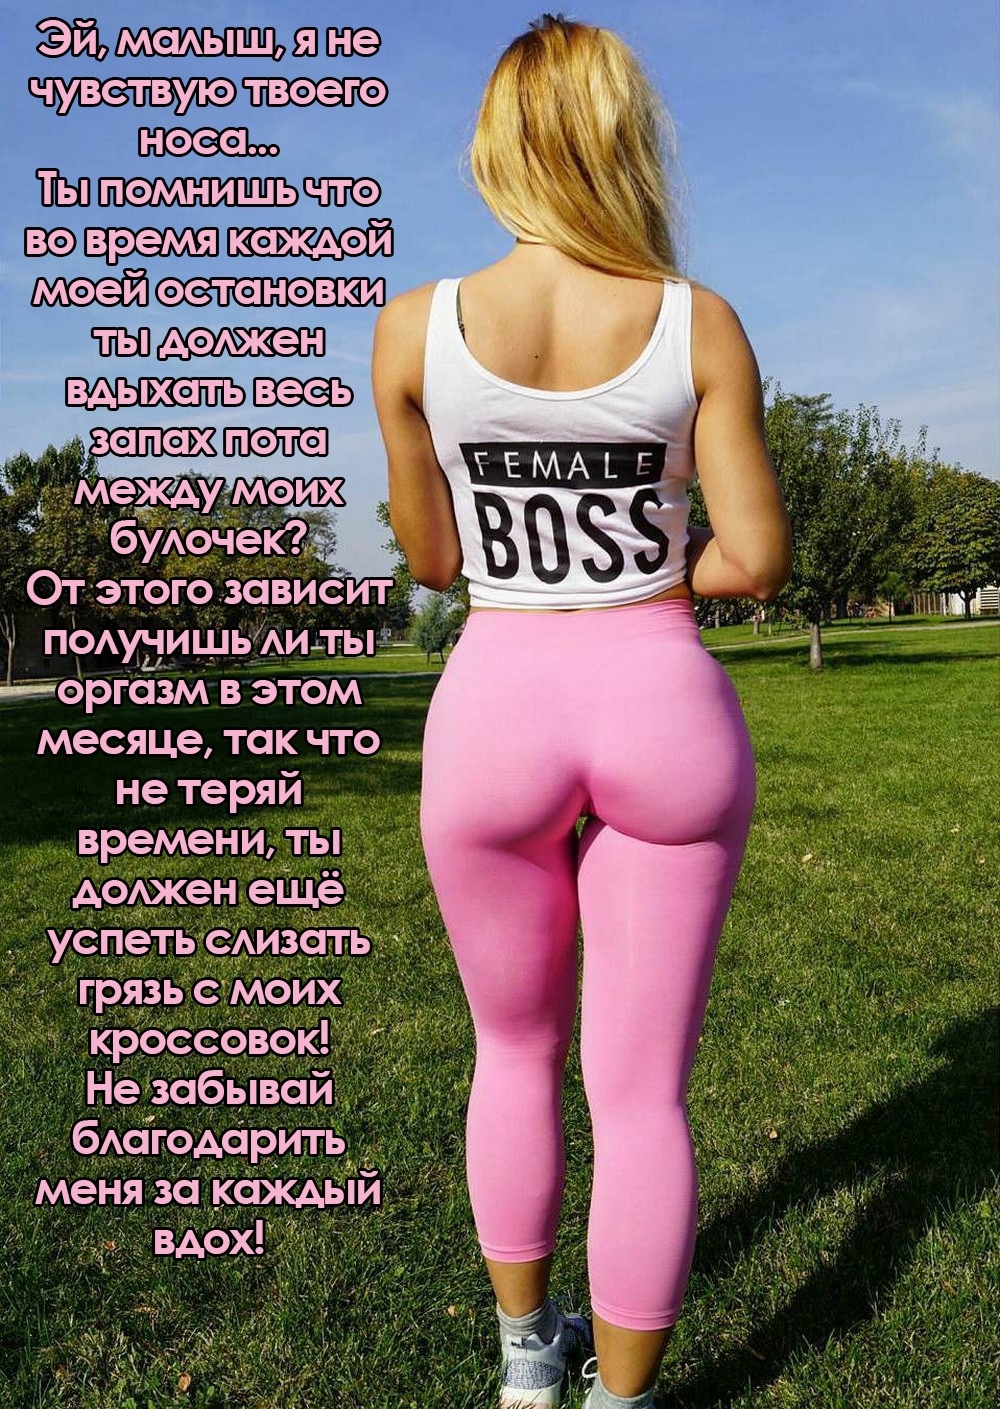 Эй, малыш, я не
чувствую твоего
носа...
Ты помнишь что
во время каждой
моей остановки
ты должен
вдыхать весь
запах пота
между моих
булочек?
От этого зависит
получишь ли ты
оргазм в этом
месяце, так что
не теряй
времени, ты
должен ещё
успеть слизать
грязь с моих
кроссовок!
Не забывай
благодарить
меня за каждый
вдох!
FEMALE
BOSS